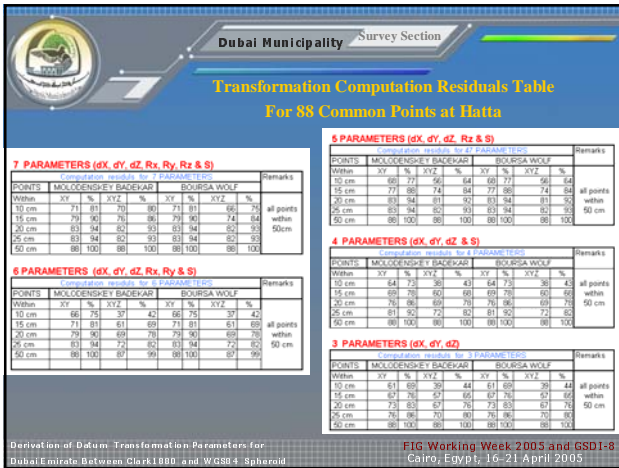 Dubai Municipality Survey Section
Transformation Computation Residuals Table
For 88 Common Points at Hatta
7 PARAMETERS (dX, dY, dZ, Rx, Ry, Rz & S)
Computation residuls for 7 PARAMETERS Remarks
POINTS MOLODENSKEY BADEKAR BOURSA WOLF
Within XY % XYZ % XY % XYZ %
10 cm 71 81 70 80 71 81 66 75
15 cm 79 90 76 86 79 90 74 84 all points
20 cm 83 94 82 93 83 94 82 93 within
25 cm 83 94 82 93 83 94 82 93 50cm
50 cm 88 100 88 100 88 100 88 100
6 PARAMETERS (dX, dY, dZ, Rx, Ry & S)
Computation residuls for 6 PARAMETERS Remarks
POINTS MOLODENSKEY BADEKAR BOURSA WOLF
Within XY % XYZ % XY % XYZ %
10 cm 66 75 37 42 66 75 37 42
15 cm 71 81 61 69 71 81 61 69 all points
20 cm 79 90 69 78 79 90 69 78 within
25 cm 83 94 72 82 83 94 72 82 50 cm
50 cm 88 100 87 99 88 100 87 99
5 PARAMETERS (dX, dY, dZ, Rz & S)
Computation residuls for 47 PARAMETERS Remarks
POINTS MOLODENSKEY BADEKAR BOURSA WOLF
Within XY % XYZ % XY % XYZ %
10 cm 68 77 56 64 68 77 56 64
15 cm 77 88 74 84 77 88 74 84 all points
20 cm 83 94 81 92 83 94 81 92 within
25 cm 83 94 82 93 83 94 82 93 50 cm
50 cm 88 100 88 100 88 100 88 100
4 PARAMETERS (dX, dY, dZ & S)
Computation residuls for 4 PARAMETERS Remarks
POINTS MOLODENSKEY BADEKAR BOURSA WOLF
Within XY % XYZ % XY % XYZ %
10 cm 64 73 38 43 64 73 38 43 all points
15 cm 69 78 60 68 69 78 60 68 within
20 cm 76 86 69 78 76 86 69 78 50 cm
25 cm 81 92 72 82 81 92 72 82
50 cm 88 100 88 100 88 100 88 100
3 PARAMETERS (dX, dY, dZ)
Computation residuls for 3 PARAMETERS Remarks
POINTS MOLODENSKEY BADEKAR BOURSA WOLF
Within XY % XYZ % XY % XYZ %
10 cm 61 69 39 44 61 69 39 44 all points
15 cm 67 76 57 65 67 76 57 65 within
20 cm 73 83 67 76 73 83 67 76 50 cm
25 cm 76 86 70 80 76 86 70 80
50 cm 88 100 88 100 88 100 88 100
Derivation of Datum Transformation Parameters for
Dubai Emirate Between Clark1880 and WGS84 Spheroid
FIG Working Week 2005 and GSDI-8
Cairo, Egypt, 16-21 April 2005